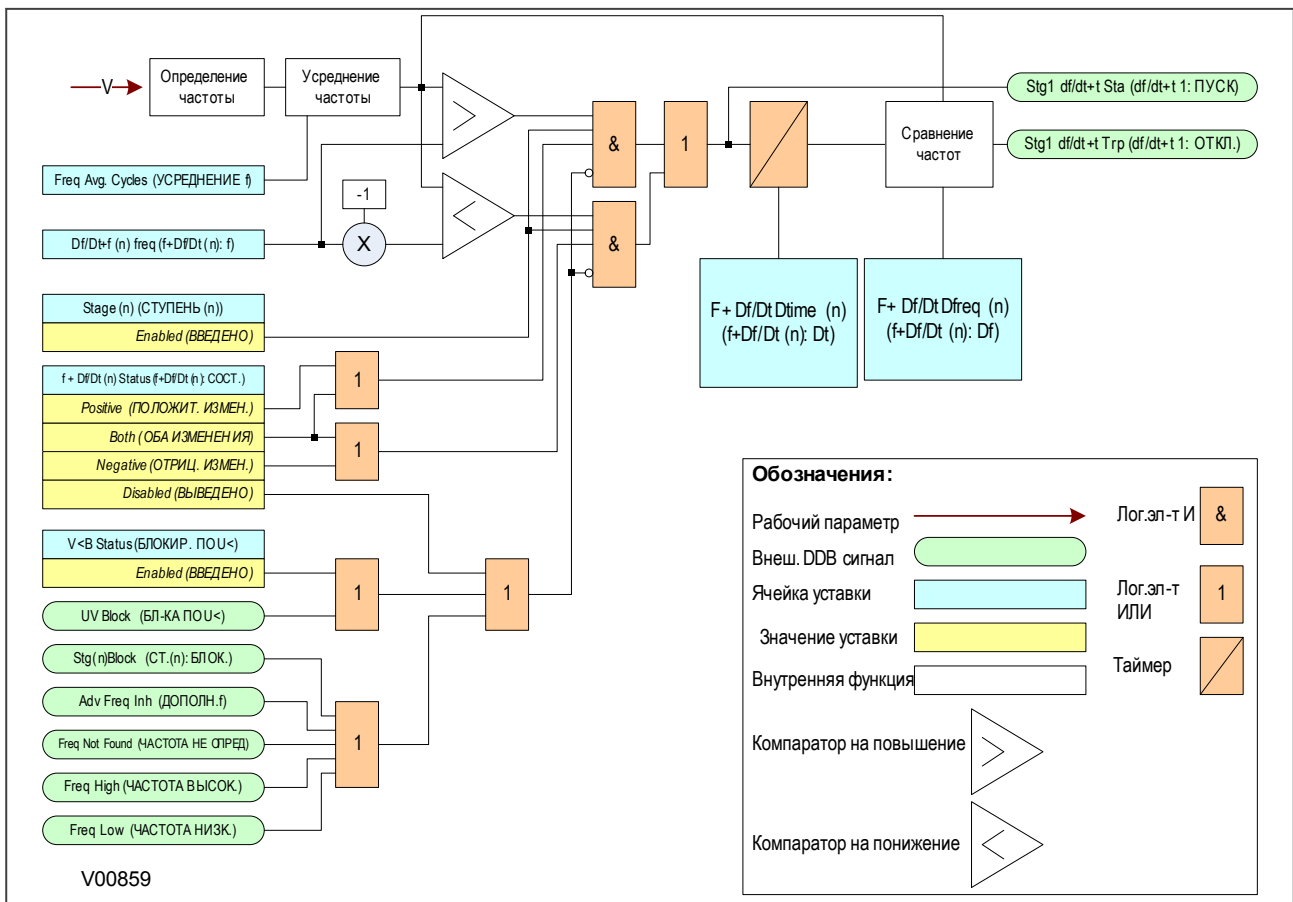 V
Определение
частоты
Усреднение
частоты
Freq Avg. Cycles (УСРЕДНЕНИЕ f)
-1
Df/Dt+f (n) freq (f+Df/Dt (n): f)
X
Stage (n) (СТУПЕНЬ (n))
Enabled (ВВЕДЕНО)
f + Df/Dt (n) Status (f+Df/Dt (n): СОСТ.)
Positive (ПОЛОЖИТ. ИЗМЕН.)
Both (ОБА ИЗМЕНЕНИЯ)
Negative (ОТРИЦ. ИЗМЕН.)
Disabled (ВЫВЕДЕНО)
1
1
V<B Status (БЛОКИР. ПО U<)
Enabled (ВВЕДЕНО)
UV Block (БЛ-КА ПО U<)
1
1
Stg(n)Block (СТ.(n): БЛОК.)
Adv Freq Inh (ДОПОЛН.f)
Freq Not Found (ЧАСТОТА НЕ ОПРЕД)
Freq High (ЧАСТОТА ВЫСОК.)
Freq Low (ЧАСТОТА НИЗК.)
1
&
&
1
Сравнение
частот
Stg1 df/dt+t Sta (df/dt+t 1: ПУСК)
Stg1 df/dt+t Trp (df/dt+t 1: ОТКЛ.)
F+ Df/Dt Dtime (n)
(f+Df/Dt (n): Dt)
F+ Df/Dt Dfreq (n)
(f+Df/Dt (n): Df)
Обозначения:
Рабочий параметр
Внеш. DDB сигнал
Ячейка уставки
Значение уставки
Внутренняя функция
Компаратор на повышение
Компаратор на понижение
Лог.эл-т И
&
Лог.эл-т
ИЛИ
1
Таймер
V00859